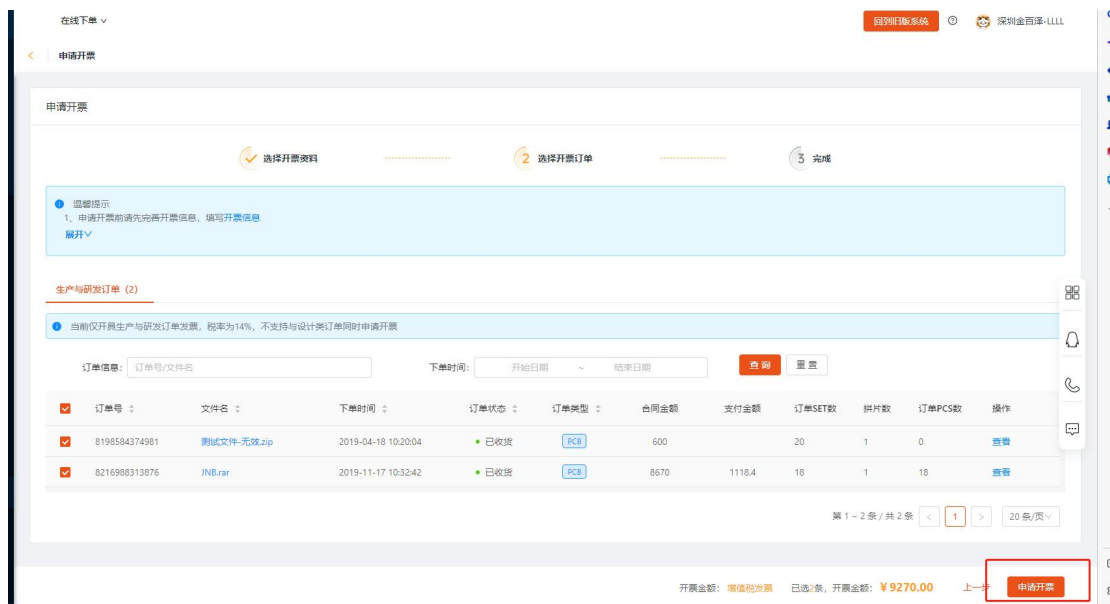 在线下单
回到旧版系统
深圳金百泽-LLLL
申请开票
申请开票
选择开票资料
2 选择开票订单
3 完成
温馨提示
1、申请开票前请先完善开票信息，填写开票信息
展开
生产与研发订单（2）
当前仅开具生产与研发订单发票，税率为14%，不支持与设计类订单同时申请开票
订单信息： 订单号/文件名 下单时间： 开始日期 ~ 结束日期 查 询 重 置
订单号 文件名 下单时间 订单状态 订单类型 合同金额 支付金额 订单SET数 拼片数 订单PCS数 操作
8198584374981 测试文件-无效.zip 2019-04-18 10:20:04 已收货 PCB 600 20 1 0 查看
8216988313876 JNB.rar 2019-11-17 10:32:42 已收货 PCB 8670 1118.4 18 1 18 查看
第 1 ~ 2 条 / 共 2 条 < 1 > 20 条/页
开票金额： 增值税发票 已选2条，开票金额：￥9270.00 上一步 申请开票